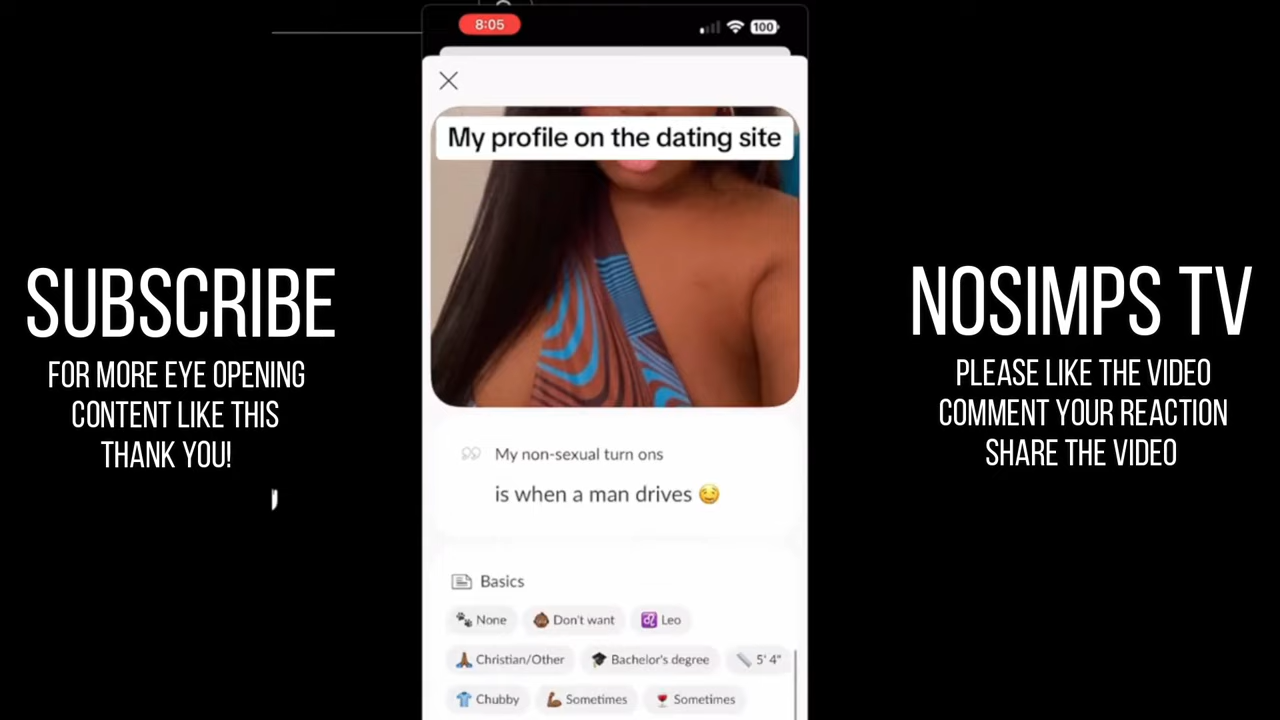 8:05
100
My profile on the dating site
SUBSCRIBE
FOR MORE EYE OPENING
CONTENT LIKE THIS
THANK YOU!
NOSIMPS TV
PLEASE LIKE THE VIDEO
COMMENT YOUR REACTION
SHARE THE VIDEO
My non-sexual turn ons
is when a man drives 😏
Basics
None
Don't want
Leo
Christian/Other
Bachelor's degree
5' 4"
Chubby
Sometimes
Sometimes